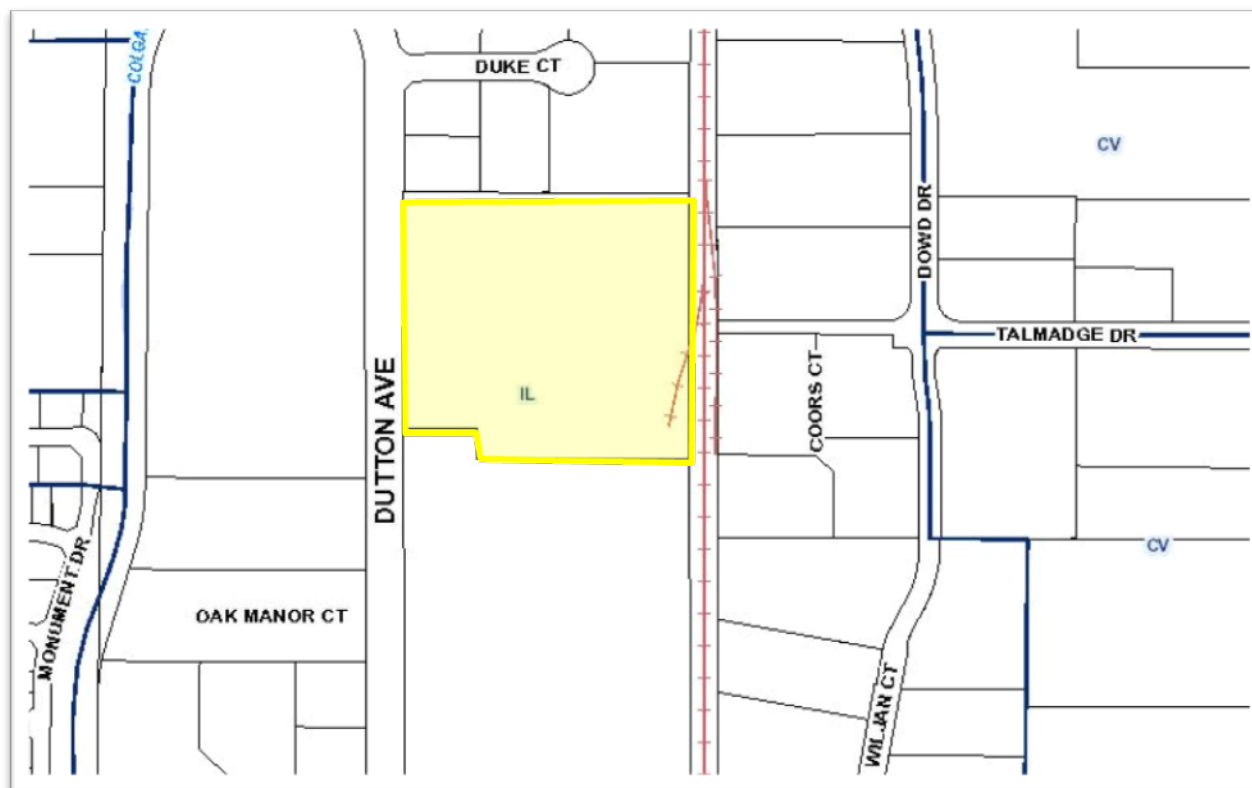 COLGA
DUKE CT
CV
DOWD DR
TALMADGE DR
DUTTON AVE
IL
COORS CT
CV
MONUMENT DR
OAK MANOR CT
WILJAN CT